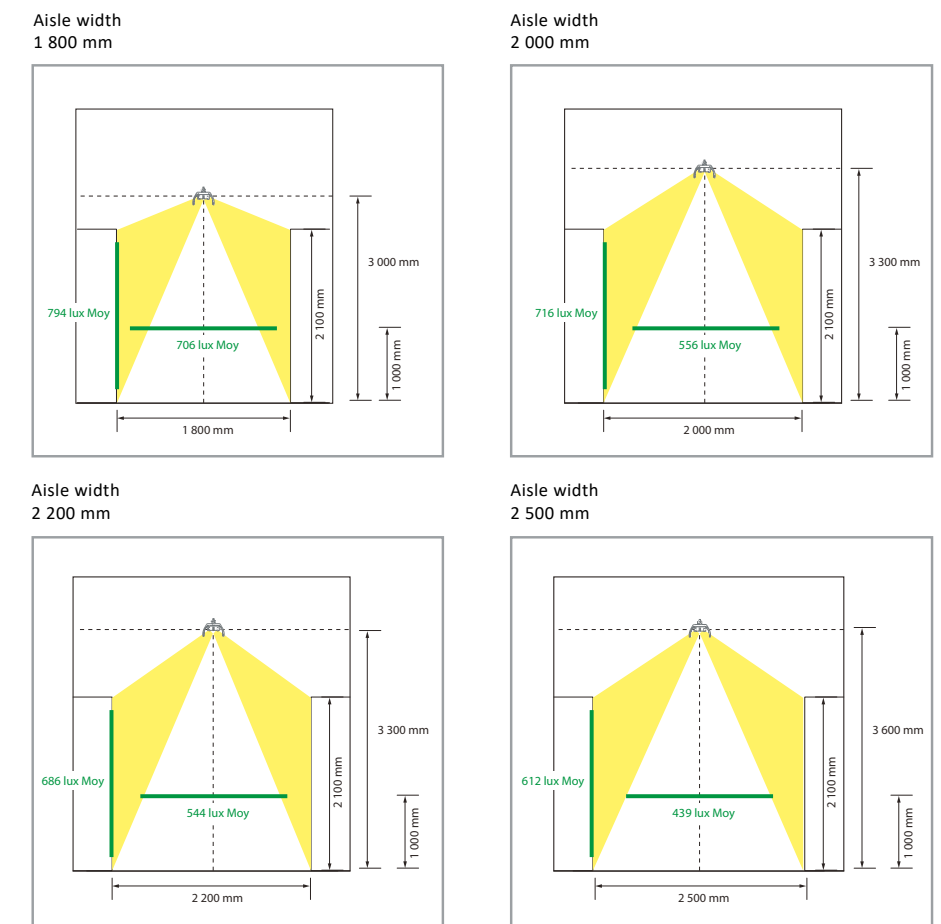 Aisle width
1 800 mm
3 000 mm
794 lux Moy
2 100 mm
706 lux Moy
1 000 mm
1 800 mm
Aisle width
2 000 mm
3 300 mm
716 lux Moy
2 100 mm
556 lux Moy
1 000 mm
2 000 mm
Aisle width
2 200 mm
3 300 mm
686 lux Moy
2 100 mm
544 lux Moy
1 000 mm
2 200 mm
Aisle width
2 500 mm
3 600 mm
612 lux Moy
2 100 mm
439 lux Moy
1 000 mm
2 500 mm